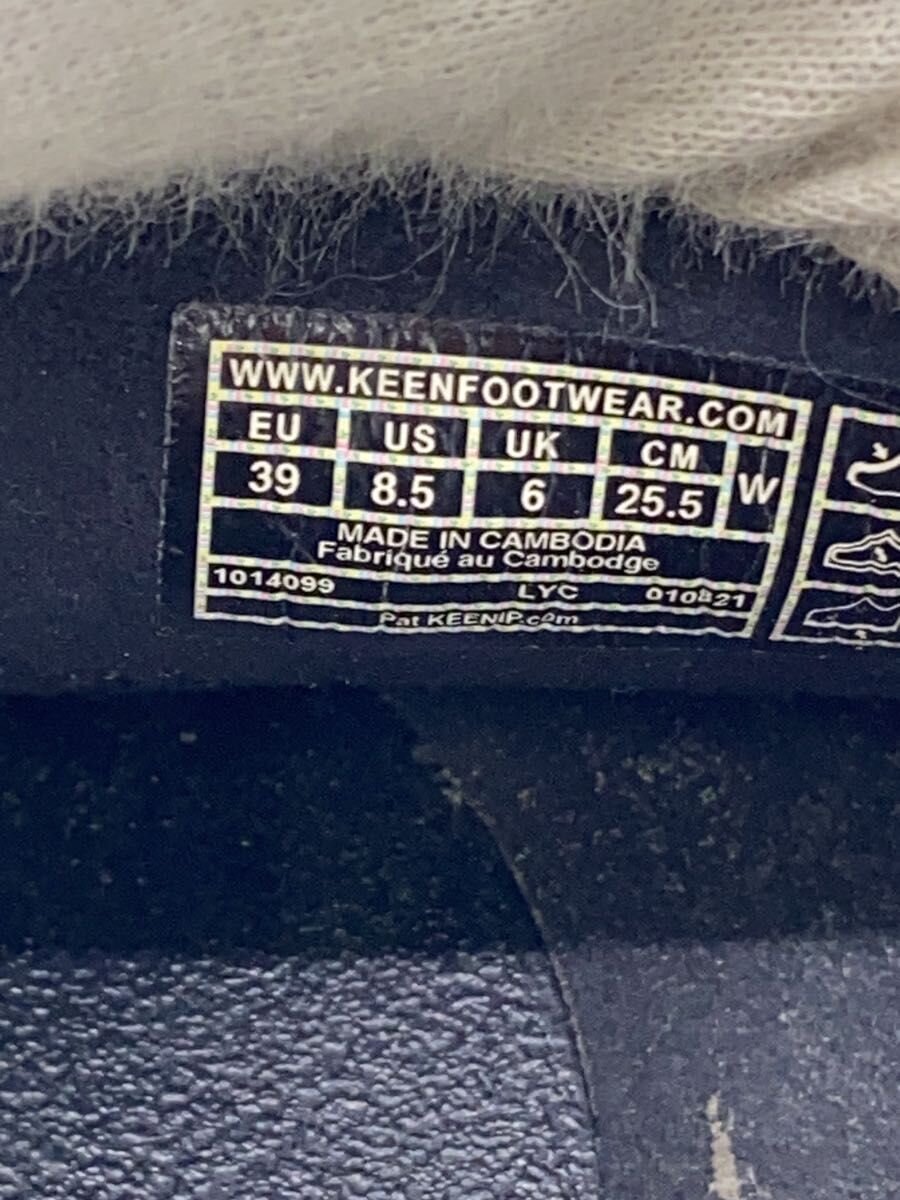 WWW.KEENFOOTWEAR.COM
EU US UK CM W
39 8.5 6 25.5
MADE IN CAMBODIA
Fabriqué au Cambodge
1014099 LYC 010821
Pat KEENIP.com